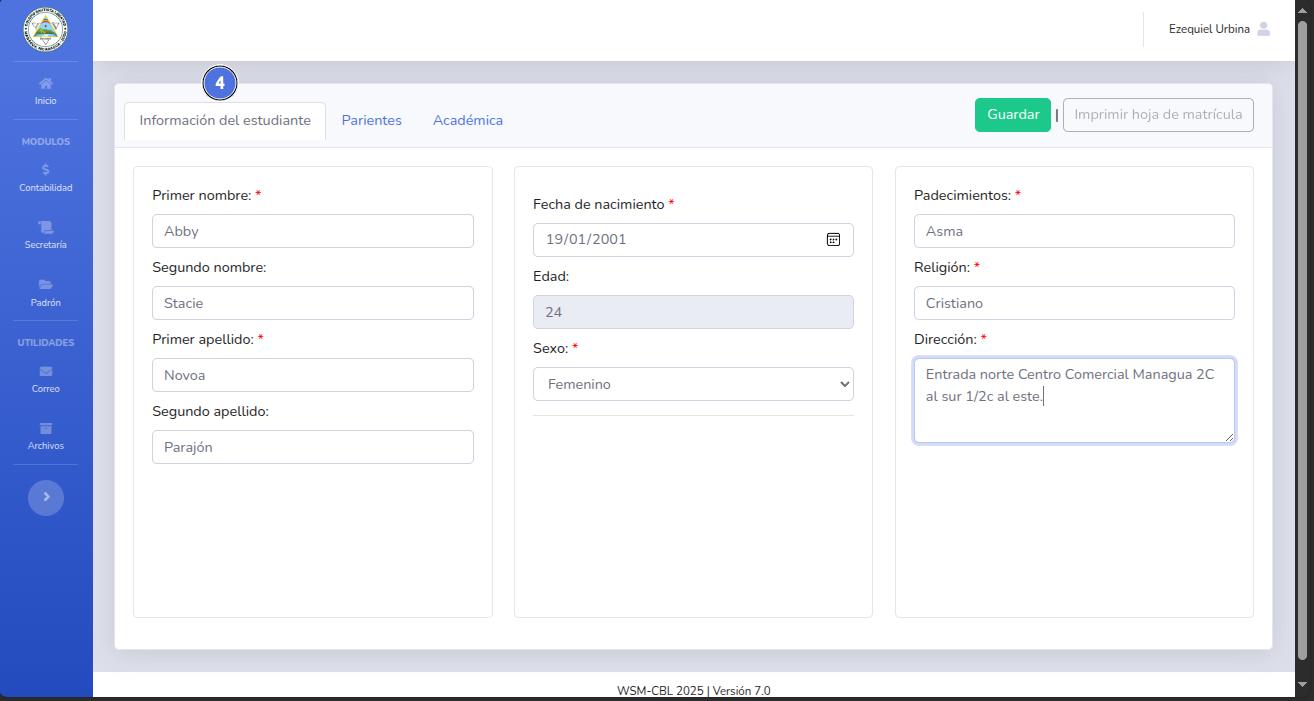 Inicio
MODULOS
$
Contabilidad
Secretaría
Padrón
UTILIDADES
Correo
Archivos
Ezequiel Urbina
4
Información del estudiante
Parientes
Académica
Guardar
|
Imprimir hoja de matrícula
Primer nombre: *
Abby
Segundo nombre:
Stacie
Primer apellido: *
Novoa
Segundo apellido:
Parajón
Fecha de nacimiento *
19/01/2001
Edad:
24
Sexo: *
Femenino
Padecimientos: *
Asma
Religión: *
Cristiano
Dirección: *
Entrada norte Centro Comercial Managua 2C
al sur 1/2c al este.
WSM-CBL 2025 | Versión 7.0